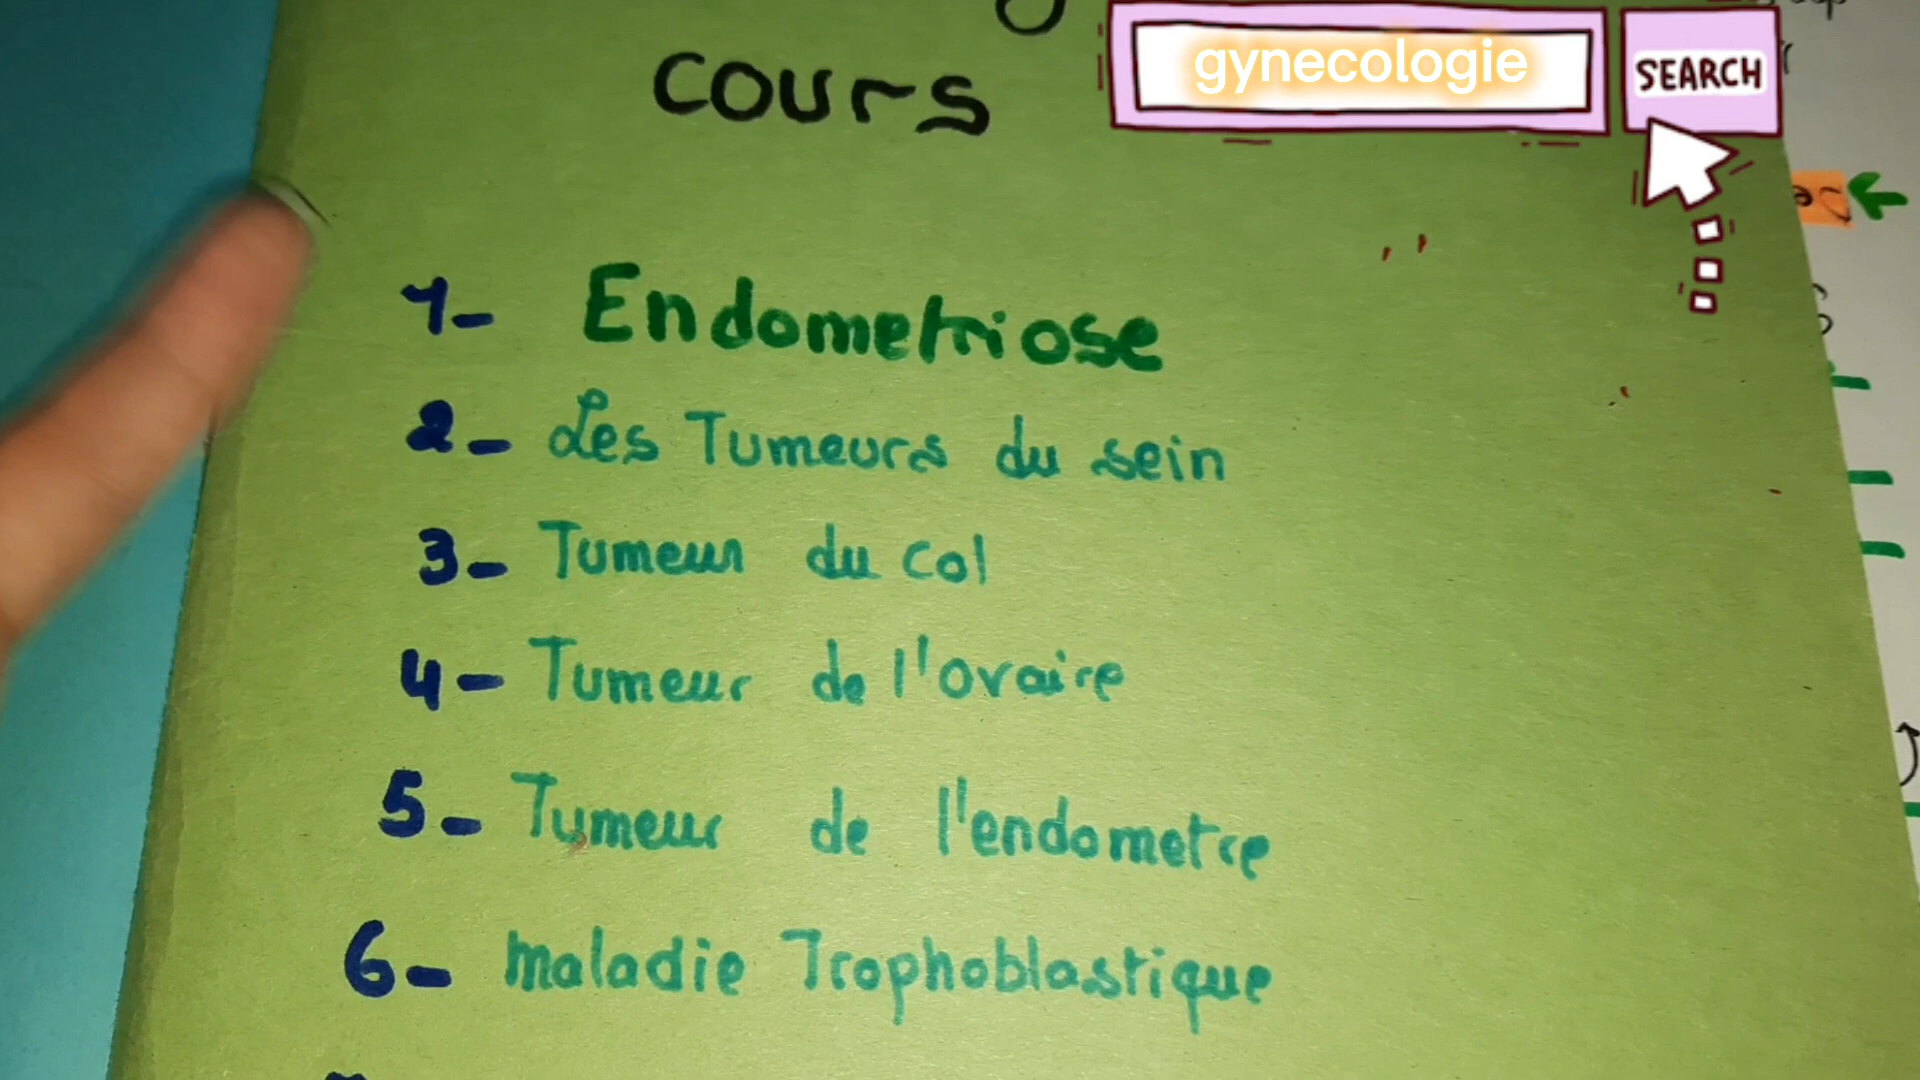 gynecologie
SEARCH
cours
1- Endometriose
2- Les Tumeurs du sein
3- Tumeur du col
4- Tumeur de l'ovaire
5- Tumeur de l'endometre
6- maladie Trophoblastique